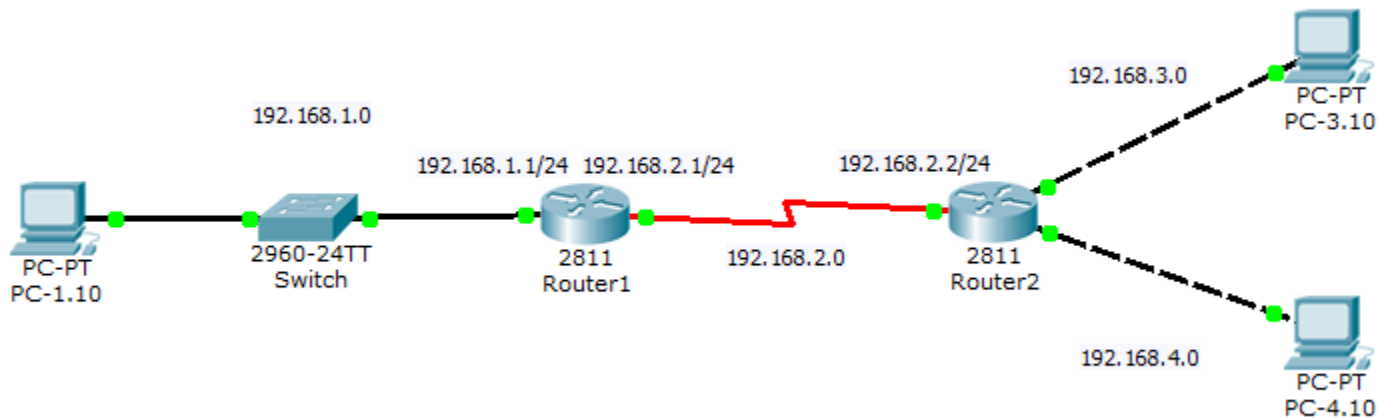 192.168.1.0
192.168.1.1/24
192.168.2.1/24
192.168.2.2/24
192.168.3.0
PC-PT
PC-3.10
PC-PT
PC-1.10
2960-24TT
Switch
2811
Router1
192.168.2.0
2811
Router2
192.168.4.0
PC-PT
PC-4.10